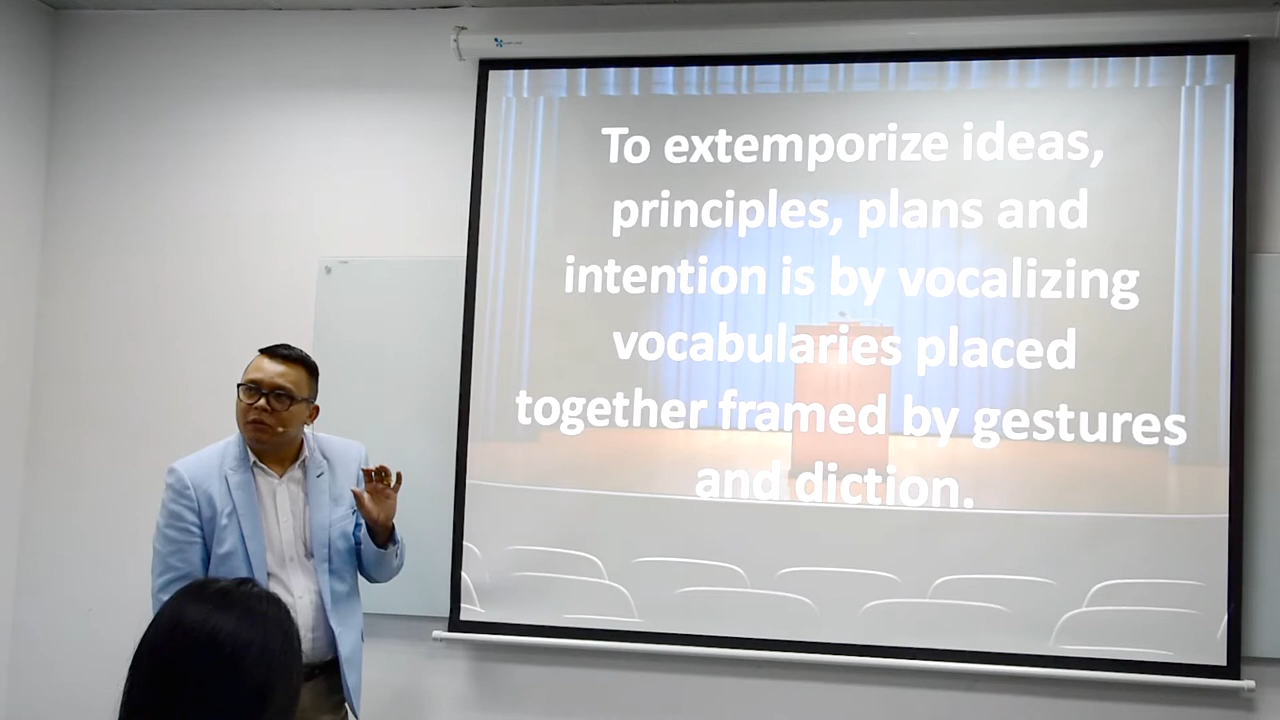 To extemporize ideas,
principles, plans and
intention is by vocalizing
vocabularies placed
together framed by gestures
and diction.